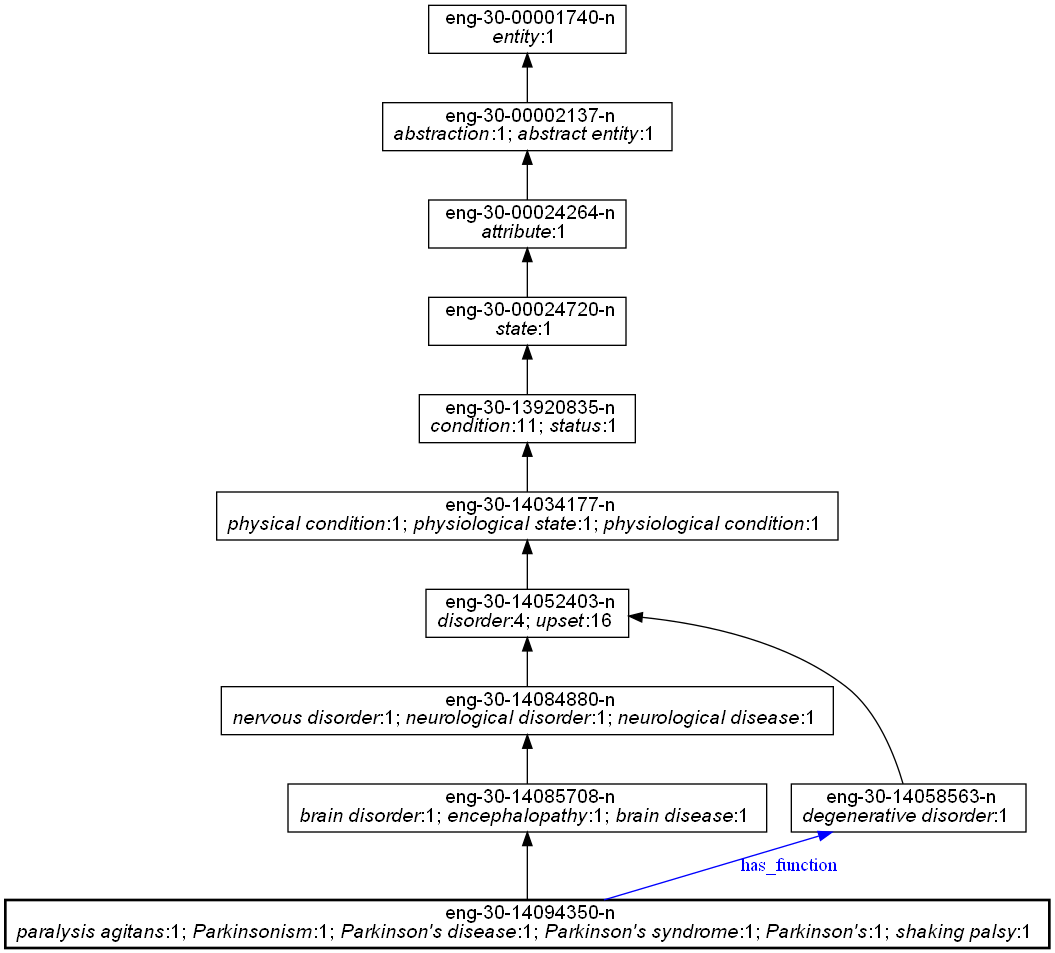 eng-30-00001740-n
entity:1
eng-30-00002137-n
abstraction:1; abstract entity:1
eng-30-00024264-n
attribute:1
eng-30-00024720-n
state:1
eng-30-13920835-n
condition:11; status:1
eng-30-14034177-n
physical condition:1; physiological state:1; physiological condition:1
eng-30-14052403-n
disorder:4; upset:16
eng-30-14084880-n
nervous disorder:1; neurological disorder:1; neurological disease:1
eng-30-14085708-n
brain disorder:1; encephalopathy:1; brain disease:1
eng-30-14058563-n
degenerative disorder:1
has_function
eng-30-14094350-n
paralysis agitans:1; Parkinsonism:1; Parkinson's disease:1; Parkinson's syndrome:1; Parkinson's:1; shaking palsy:1